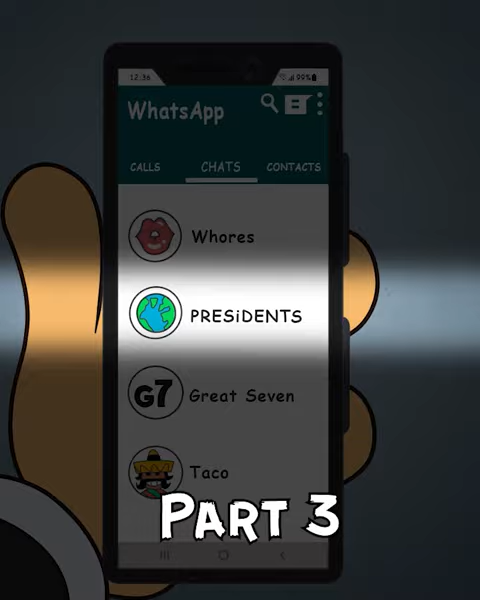 12:36
99%
WhatsApp
CALLS CHATS CONTACTS
Whores
PRESiDENTS
G7 Great Seven
Taco
Part 3